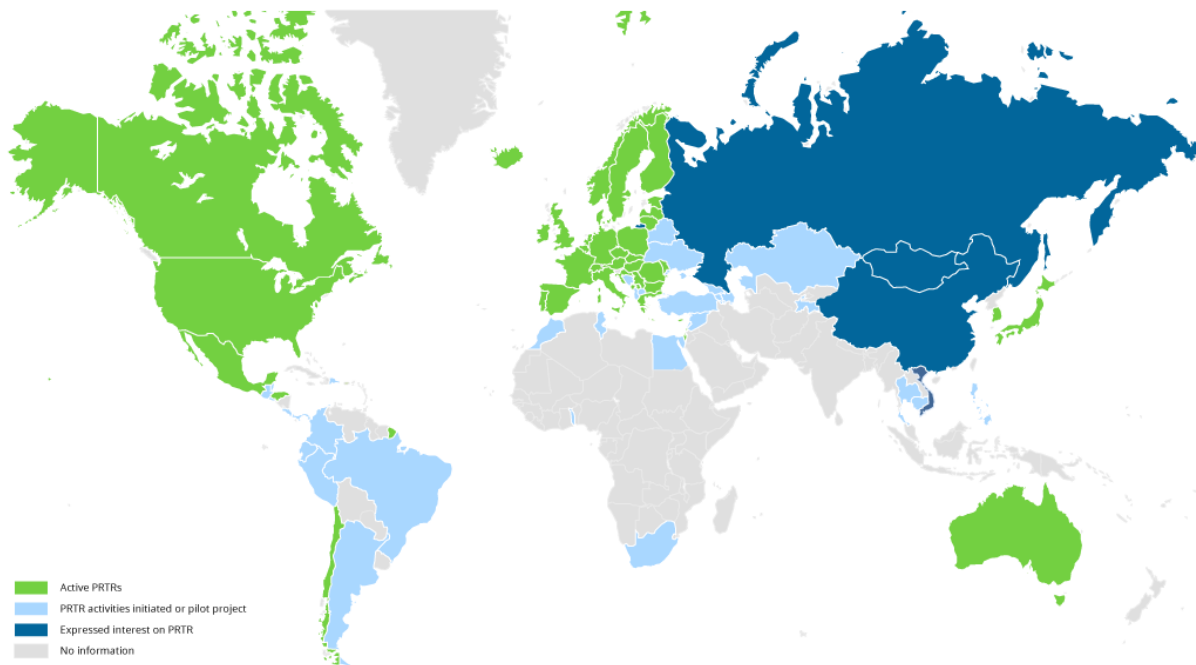 Active PRTRs
PRTR activities initiated or pilot project
Expressed interest on PRTR
No information